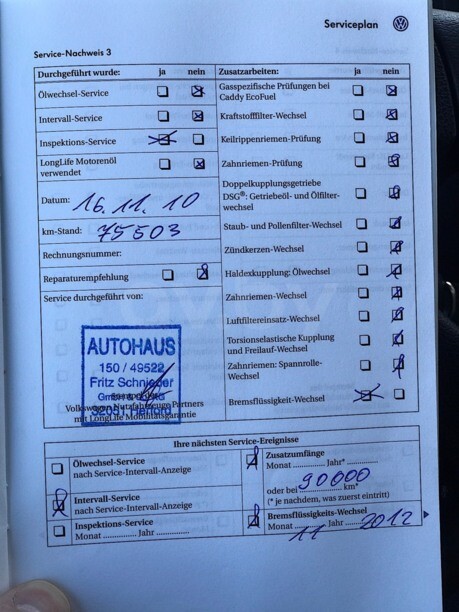 Serviceplan
Service-Nachweis 3
Durchgeführt wurde: ja nein
Ölwechsel-Service
Intervall-Service
Inspektions-Service
LongLife Motorenöl
verwendet
Datum: 16.11.10
km-Stand: 75503
Rechnungsnummer:
Reparaturempfehlung
Service durchgeführt von:
AUTOHAUS
150 / 49522
Fritz Schnieder
32051 Herford
Volkswagen Nutzfahrzeuge Partners
mit LongLife Mobilitätsgarantie
Zusatzarbeiten: ja nein
Gasspezifische Prüfungen bei
Caddy EcoFuel
Kraftstofffilter-Wechsel
Keilrippenriemen-Prüfung
Zahnriemen-Prüfung
Doppelkupplungsgetriebe
DSG®: Getriebeöl- und Ölfilter-
wechsel
Staub- und Pollenfilter-Wechsel
Zündkerzen-Wechsel
Haldexkupplung: Ölwechsel
Zahnriemen-Wechsel
Luftfiltereinsatz-Wechsel
Torsionselastische Kupplung
und Freilauf-Wechsel
Zahnriemen: Spannrolle-
Wechsel
Bremsflüssigkeit-Wechsel
Ihre nächsten Service-Ereignisse
Ölwechsel-Service
nach Service-Intervall-Anzeige
Intervall-Service
nach Service-Intervall-Anzeige
Inspektions-Service
Monat ............ Jahr ............
Zusatzumfänge
Monat ............ Jahr* ............
oder bei 90000 km*
(* je nachdem, was zuerst eintritt)
Bremsflüssigkeits-Wechsel
Monat 11 Jahr 2012